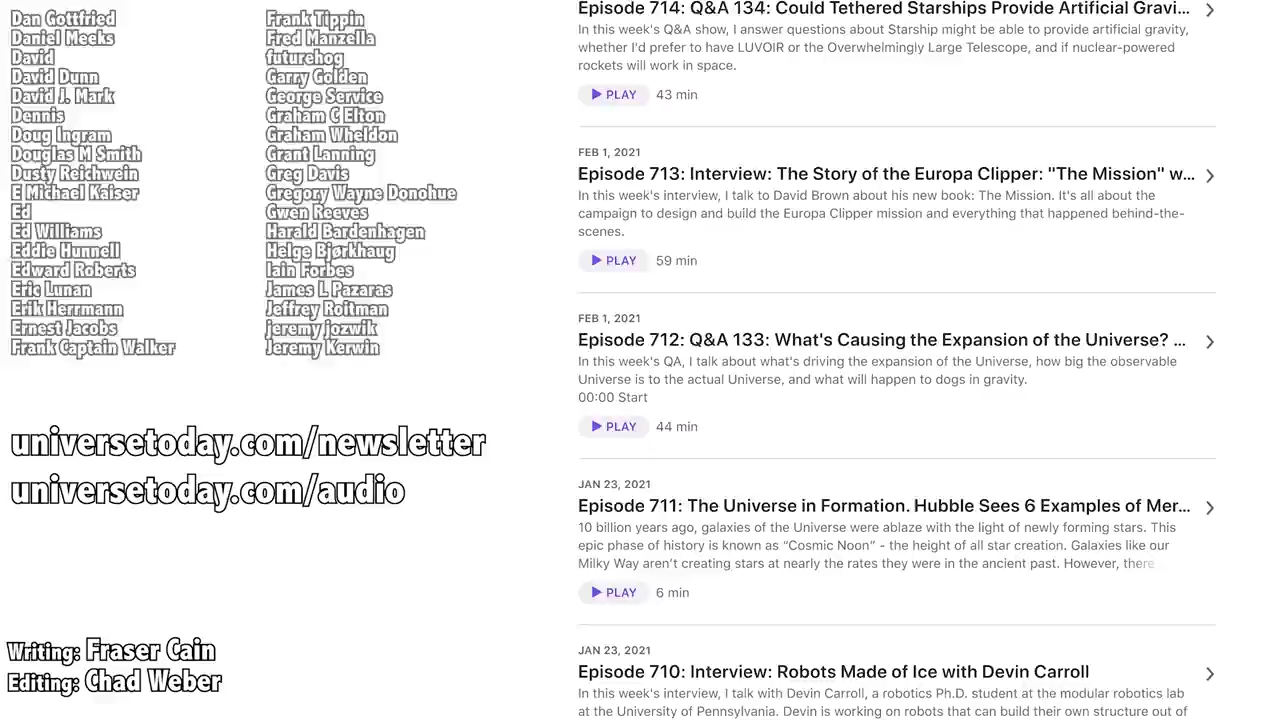 Dan Gottfried
Daniel Meeks
David
David Dunn
David J. Mark
Dennis
Doug Ingram
Douglas M Smith
Dusty Reichwein
E Michael Kaiser
Ed
Ed Williams
Eddie Hunnell
Edward Roberts
Eric Lunan
Erik Herrmann
Ernest Jacobs
Frank Captain Walker
Frank Tippin
Fred Manzella
futurehog
Garry Golden
George Service
Graham C Elton
Graham Wheldon
Grant Lanning
Greg Davis
Gregory Wayne Donohue
Gwen Reeves
Harald Bardenhagen
Helge Bjørkhaug
Iain Forbes
James L Pazaras
Jeffrey Roitman
jeremy jozwik
Jeremy Kerwin
universetoday.com/newsletter
universetoday.com/audio
Writing: Fraser Cain
Editing: Chad Weber
Episode 714: Q&A 134: Could Tethered Starships Provide Artificial Gravi...
In this week's Q&A show, I answer questions about Starship might be able to provide artificial gravity,
whether I'd prefer to have LUVOIR or the Overwhelmingly Large Telescope, and if nuclear-powered
rockets will work in space.
PLAY 43 min
FEB 1, 2021
Episode 713: Interview: The Story of the Europa Clipper: "The Mission" w...
In this week's interview, I talk to David Brown about his new book: The Mission. It's all about the
campaign to design and build the Europa Clipper mission and everything that happened behind-the-
scenes.
PLAY 59 min
FEB 1, 2021
Episode 712: Q&A 133: What's Causing the Expansion of the Universe? ...
In this week's QA, I talk about what's driving the expansion of the Universe, how big the observable
Universe is to the actual Universe, and what will happen to dogs in gravity.
00:00 Start
PLAY 44 min
JAN 23, 2021
Episode 711: The Universe in Formation. Hubble Sees 6 Examples of Mer...
10 billion years ago, galaxies of the Universe were ablaze with the light of newly forming stars. This
epic phase of history is known as “Cosmic Noon” - the height of all star creation. Galaxies like our
Milky Way aren’t creating stars at nearly the rates they were in the ancient past. However, there
PLAY 6 min
JAN 23, 2021
Episode 710: Interview: Robots Made of Ice with Devin Carroll
In this week's interview, I talk with Devin Carroll, a robotics Ph.D. student at the modular robotics lab
at the University of Pennsylvania. Devin is working on robots that can build their own structure out of